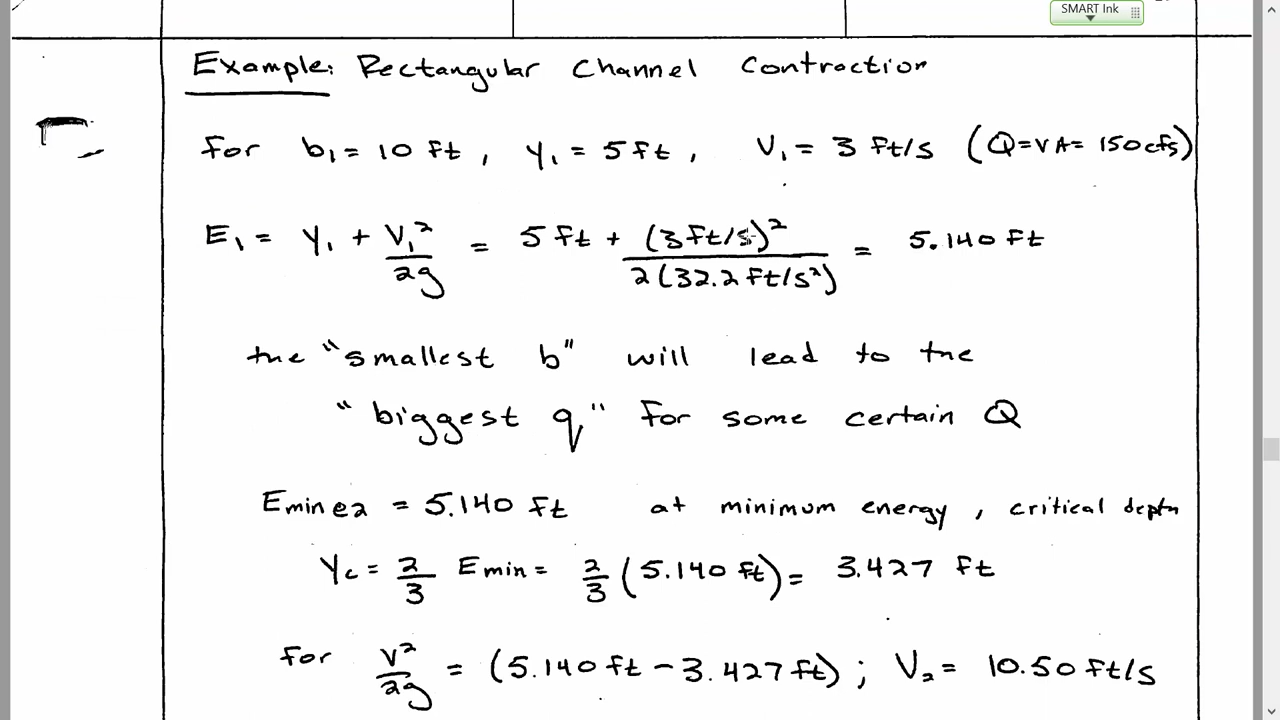 SMART Ink
Example: Rectangular Channel Contraction
For b₁ = 10 ft, y₁ = 5 ft, V₁ = 3 ft/s (Q=VA= 150cfs)
E₁ = y₁ + V₁²/2g = 5 ft + (3ft/s)²/2(32.2 ft/s²) = 5.140 ft
the "smallest b" will lead to the
"biggest q" for some certain Q
Emin@2 = 5.140 ft at minimum energy, critical depth
Yc = 2/3 Emin = 2/3 (5.140 ft) = 3.427 ft
for V²/2g = (5.140 ft - 3.427 ft); V₂ = 10.50 ft/s